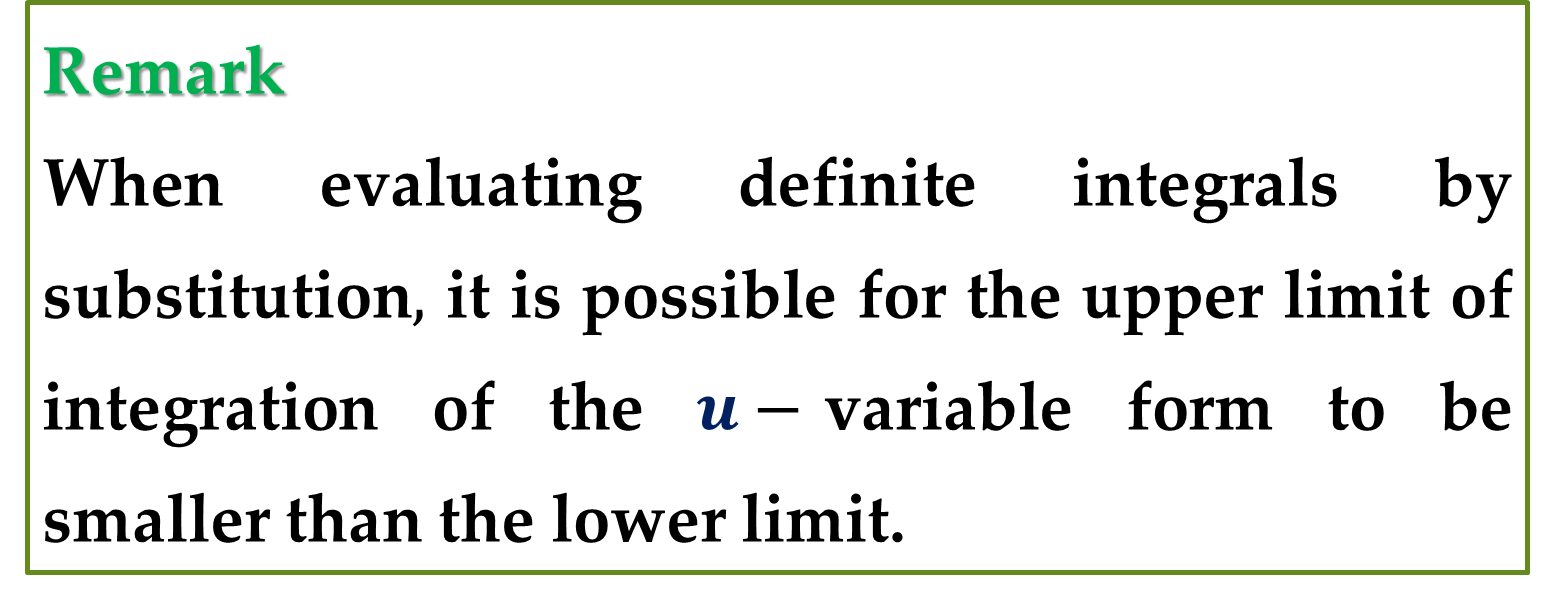 Remark
When evaluating definite integrals by
substitution, it is possible for the upper limit of
integration of the u − variable form to be
smaller than the lower limit.